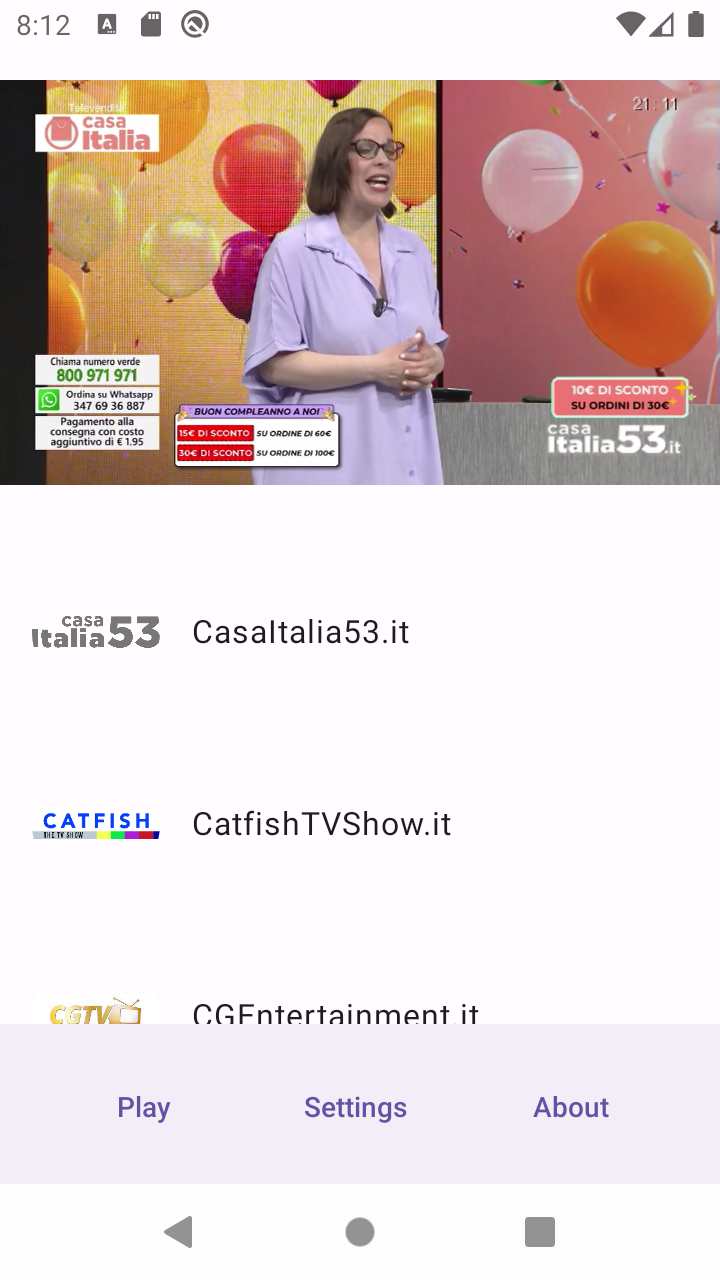 8:12
A
Televendita
21:11
casa
Italia
Chiama numero verde
800 971 971
Ordina su Whatsapp
347 69 36 887
Pagamento alla
consegna con costo
aggiuntivo di € 1.95
BUON COMPLEANNO A NOI
15€ DI SCONTO SU ORDINE DI 60€
30€ DI SCONTO SU ORDINE DI 100€
10€ DI SCONTO
SU ORDINI DI 30€
casa
Italia53.it
casa
Italia53
CasaItalia53.it
CATFISH
THE TV SHOW
CatfishTVShow.it
CGTV
CGEntertainment.it
Play
Settings
About